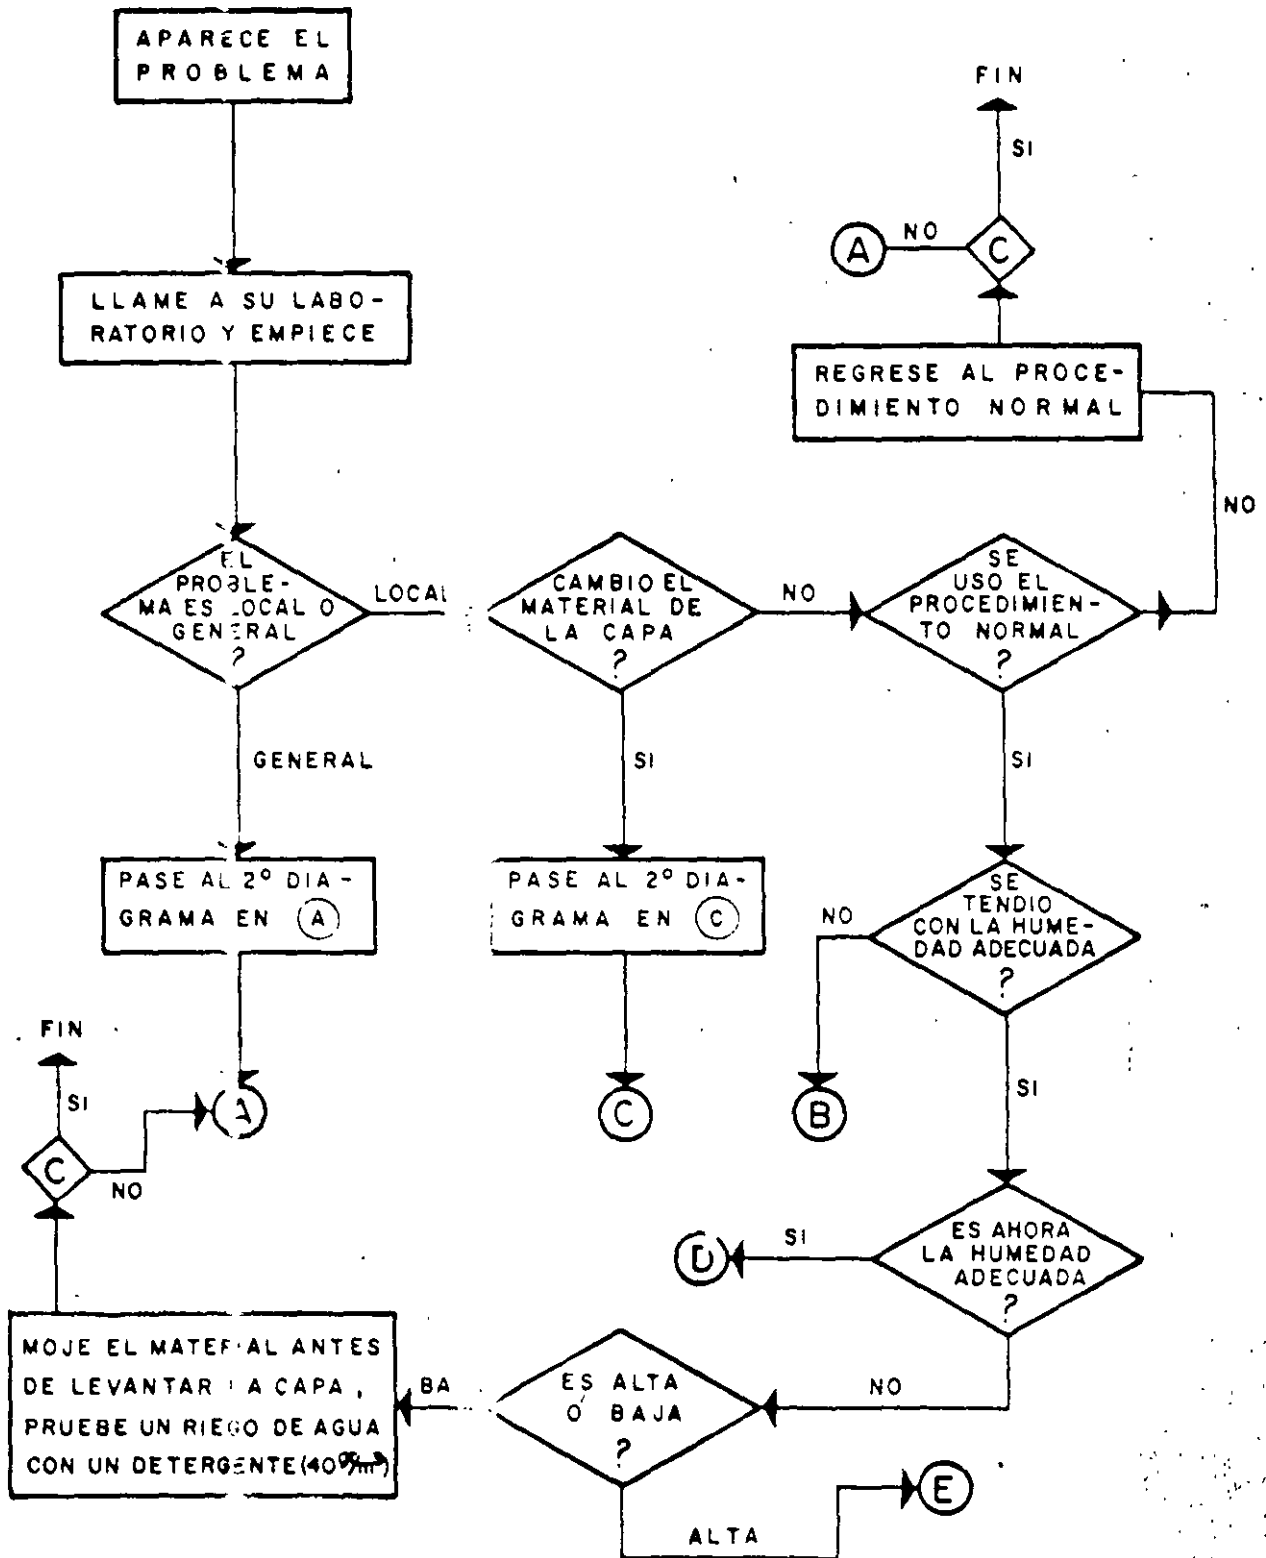 APARECE EL
PROBLEMA
FIN
SI
A
NO
C
LLAME A SU LABO-
RATORIO Y EMPIECE
REGRESE AL PROCE-
DIMIENTO NORMAL
NO
EL
PROBLE-
MA ES LOCAL O
GENERAL
?
LOCAL
CAMBIO EL
MATERIAL DE
LA CAPA
?
NO
SE
USO EL
PROCEDIMIEN-
TO NORMAL
?
GENERAL
SI
SI
PASE AL 2º DIA-
GRAMA EN A
PASE AL 2º DIA-
GRAMA EN C
NO
SE
TENDIO
CON LA HUME-
DAD ADECUADA
?
FIN
SI
C
NO
A
C
B
SI
D
SI
ES AHORA
LA HUMEDAD
ADECUADA
?
MOJE EL MATERIAL ANTES
DE LEVANTAR LA CAPA,
PRUEBE UN RIEGO DE AGUA
CON UN DETERGENTE (40
BA
ES ALTA
O BAJA
?
NO
ALTA
E